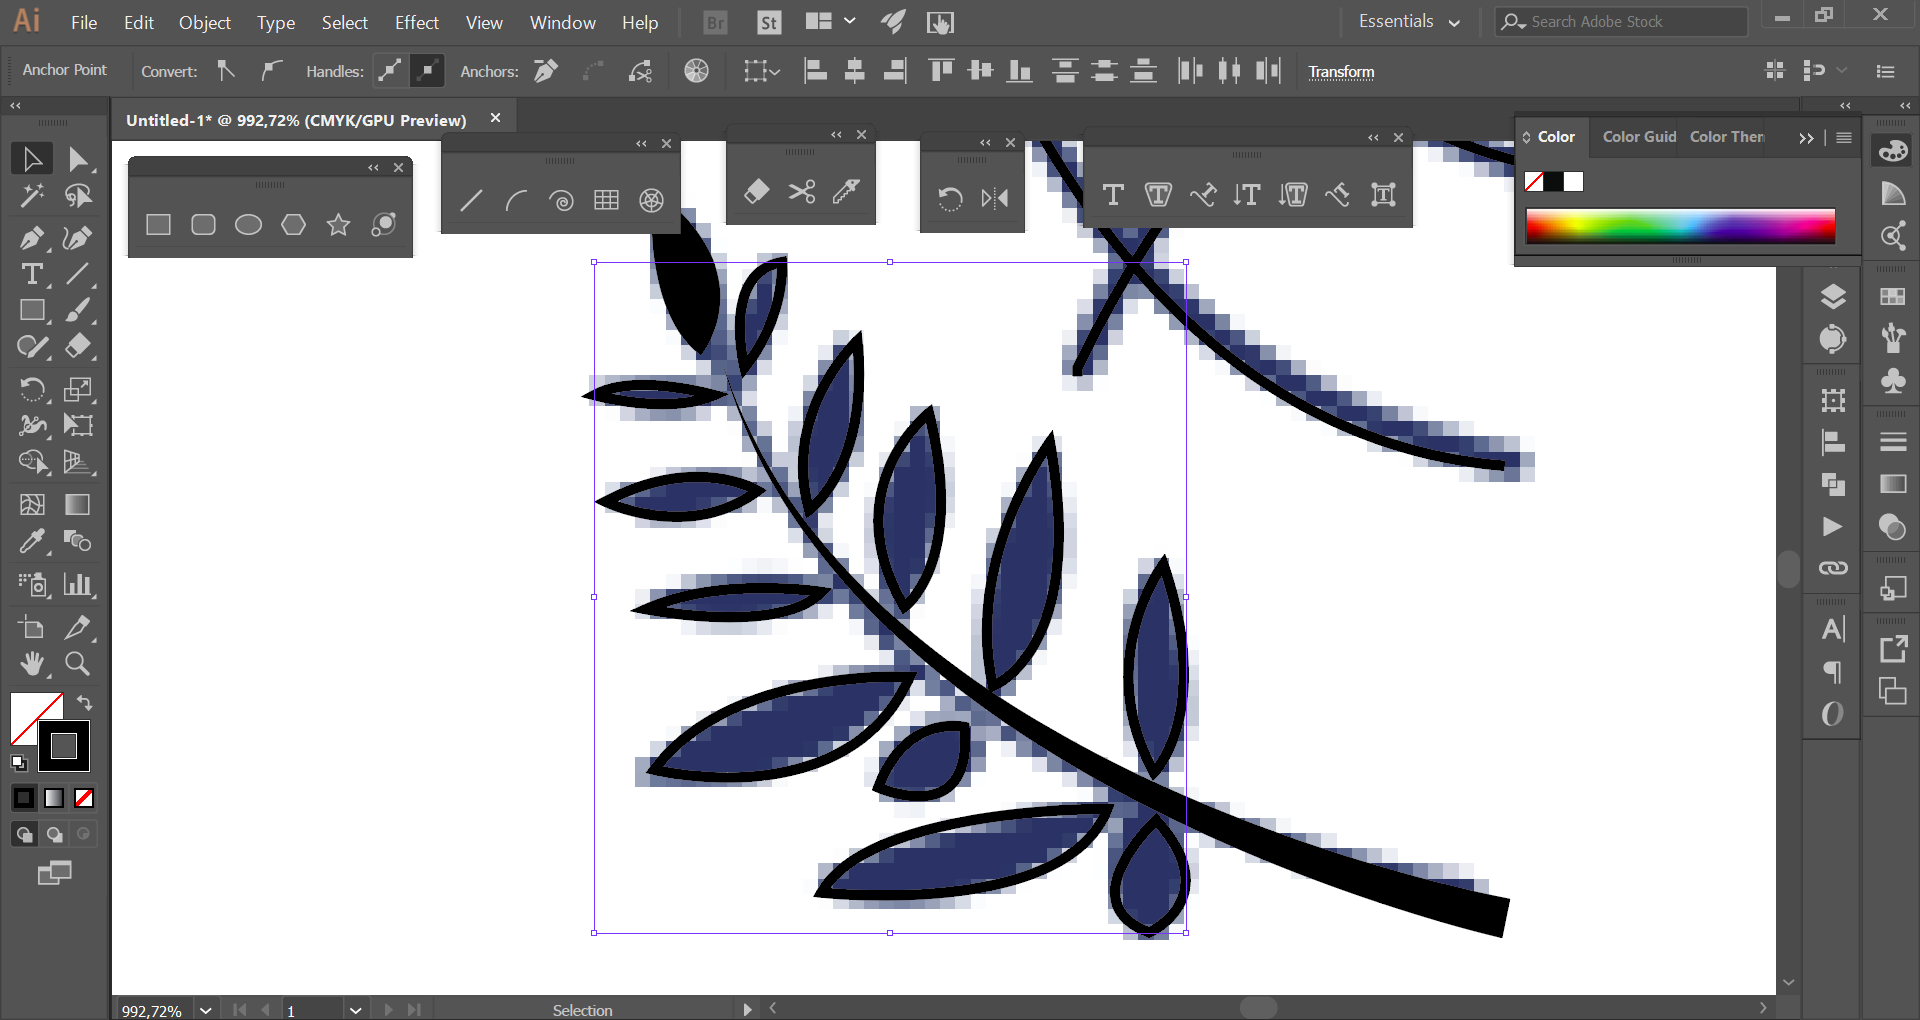 Ai File Edit Object Type Select Effect View Window Help Br St Essentials Search Adobe Stock
Anchor Point Convert: Handles: Anchors: Transform
Untitled-1* @ 992,72% (CMYK/GPU Preview)
Color Color Guid Color Ther
T T T T T T
T
A
O
992,72% 1 Selection